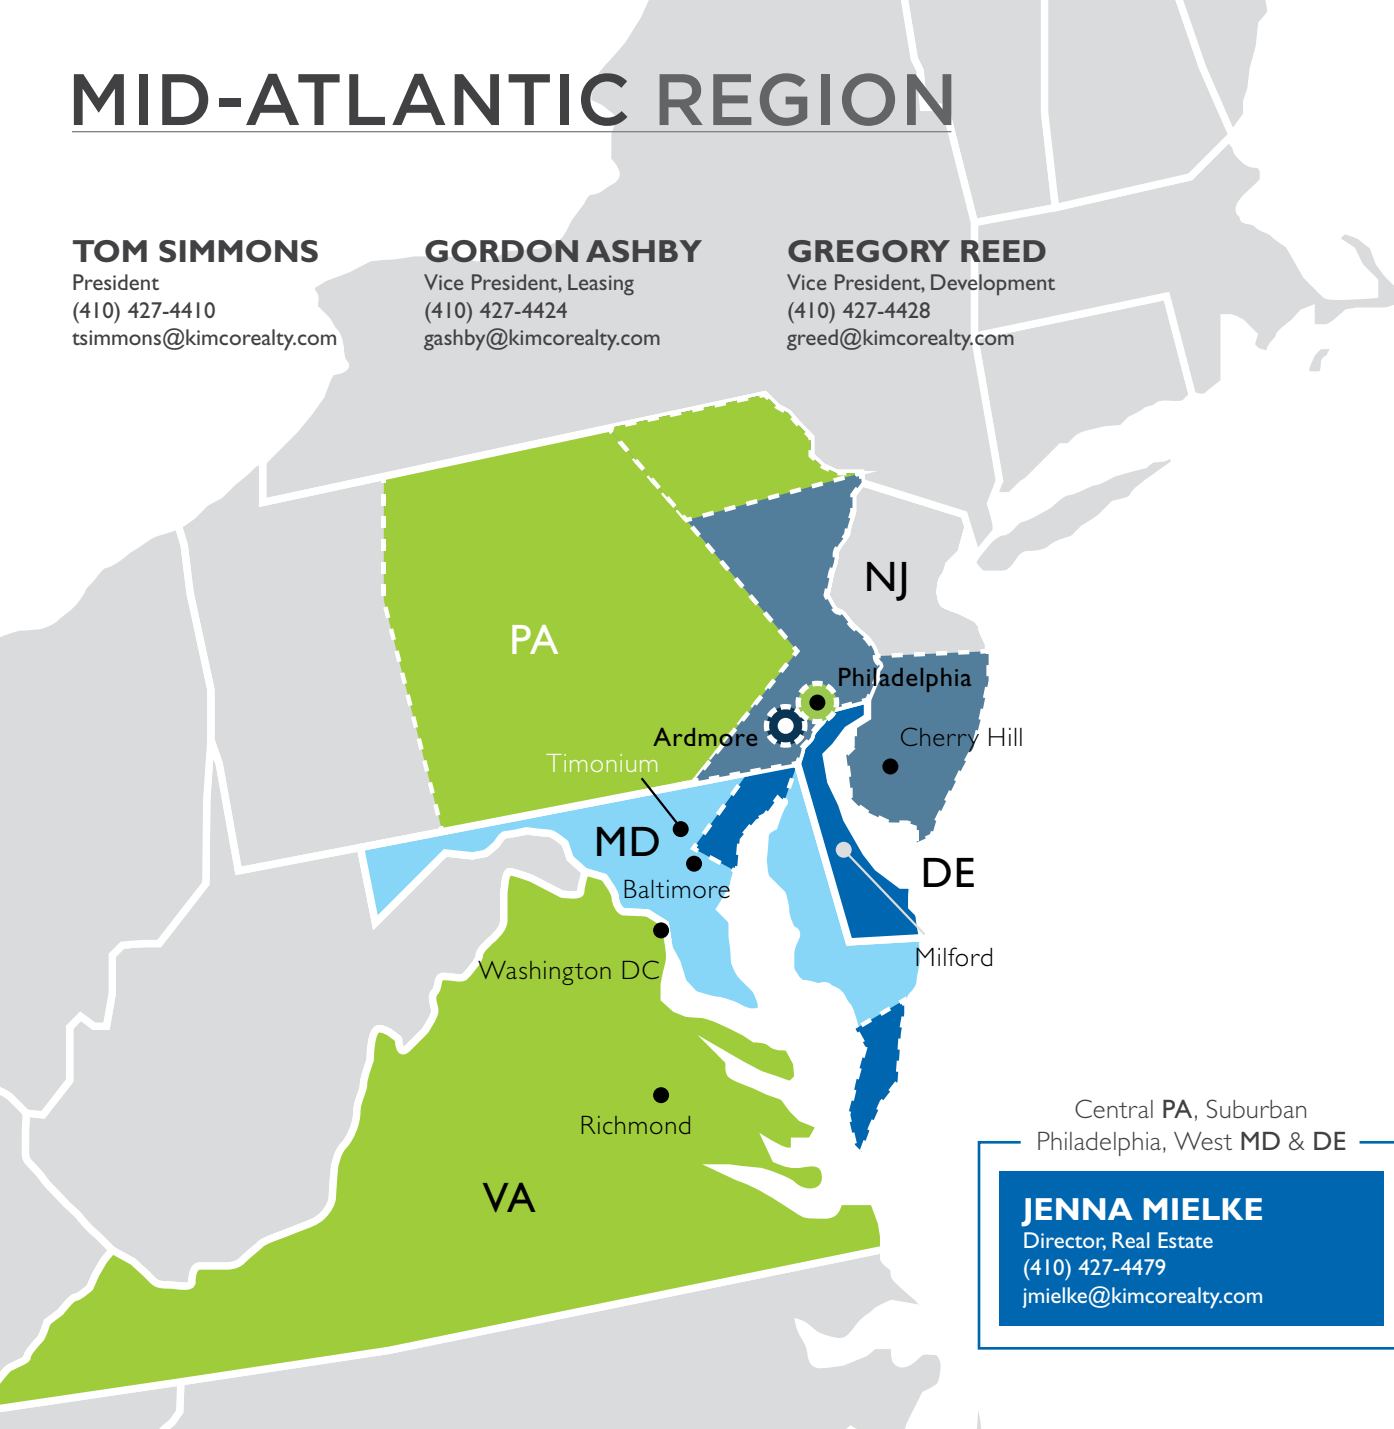 MID-ATLANTIC REGION
TOM SIMMONS
President
(410) 427-4410
tsimmons@kimcorealty.com
GORDON ASHBY
Vice President, Leasing
(410) 427-4424
gashby@kimcorealty.com
GREGORY REED
Vice President, Development
(410) 427-4428
greed@kimcorealty.com
NJ
PA
Philadelphia
Ardmore
Cherry Hill
Timonium
MD
DE
Baltimore
Milford
Washington DC
Richmond
VA
Central PA, Suburban
Philadelphia, West MD & DE
JENNA MIELKE
Director, Real Estate
(410) 427-4479
jmielke@kimcorealty.com